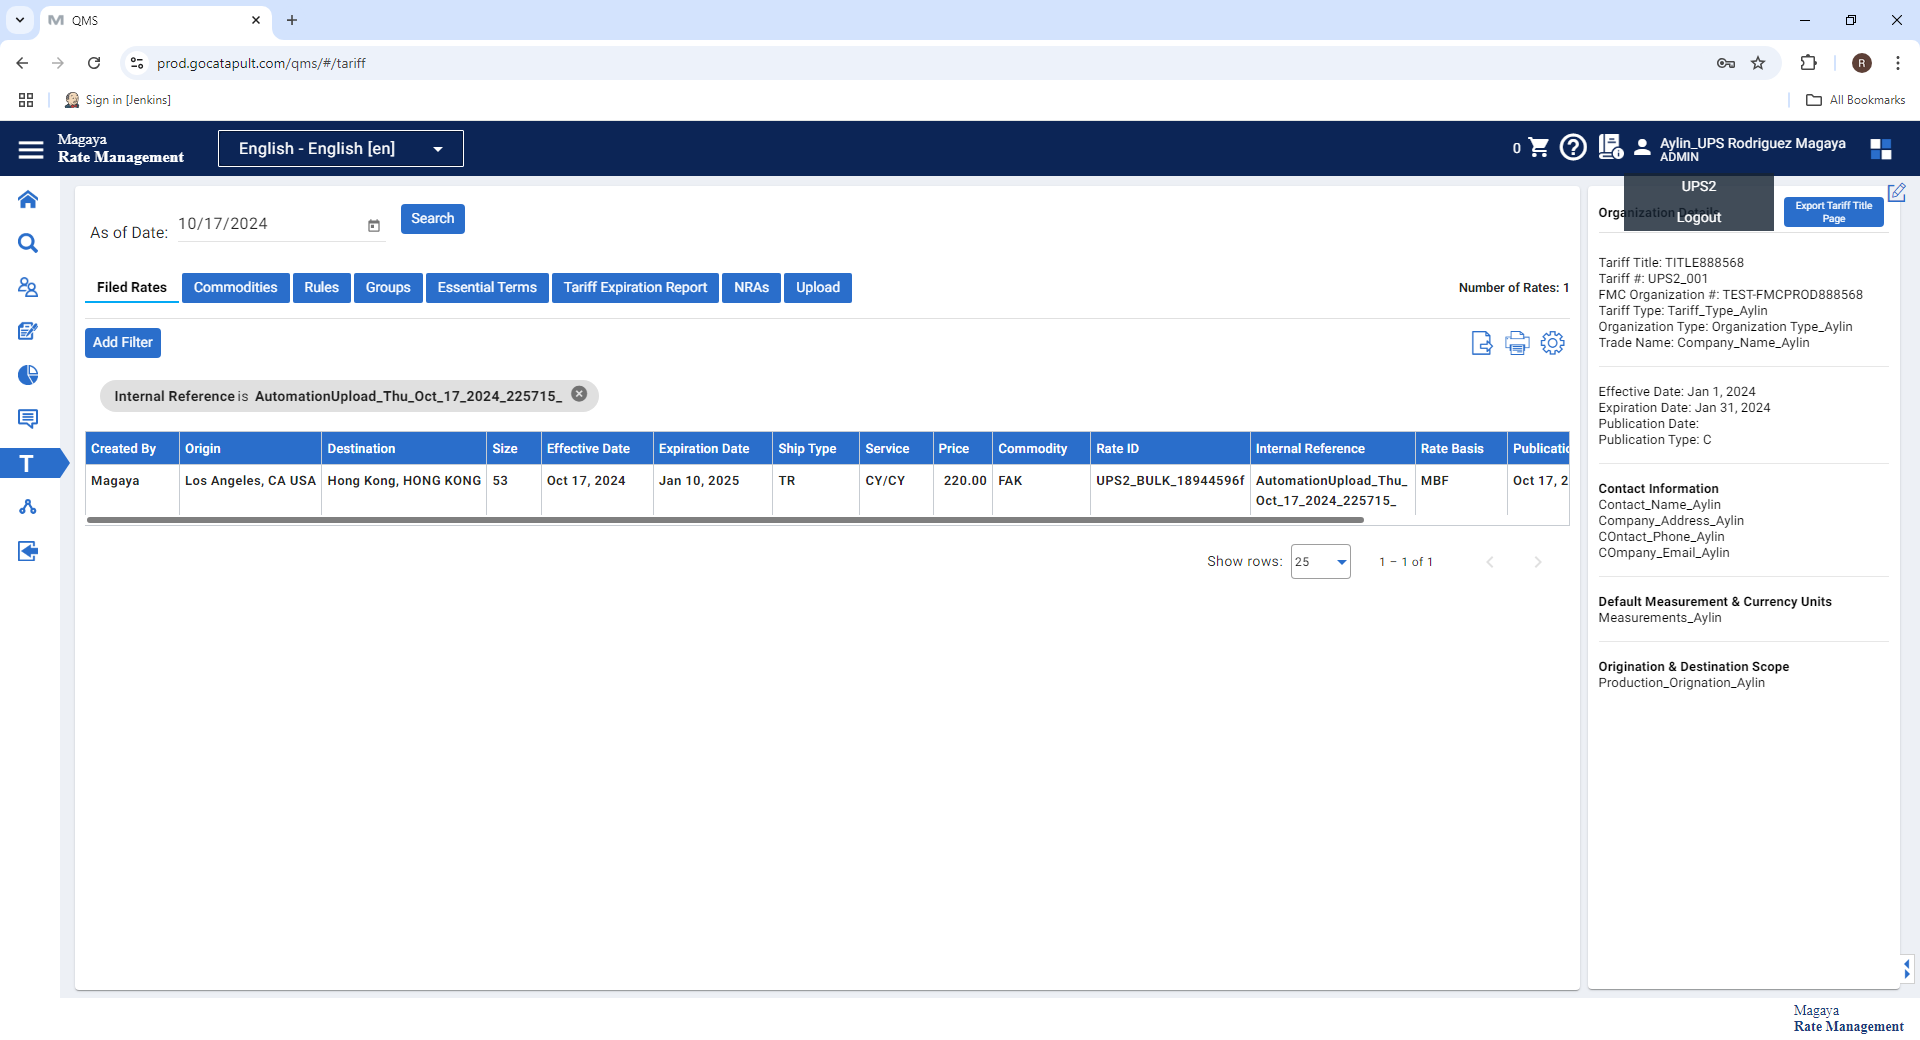 QMS
prod.gocatapult.com/qms/#/tariff
R
Sign in [Jenkins]
All Bookmarks
Magaya
Rate Management
English - English [en]
0
Aylin_UPS Rodriguez Magaya
ADMIN
UPS2
Logout
As of Date:
10/17/2024
Search
Export Tariff Title
Page
Filed Rates
Commodities
Rules
Groups
Essential Terms
Tariff Expiration Report
NRAs
Upload
Number of Rates: 1
Add Filter
Internal Reference is AutomationUpload_Thu_Oct_17_2024_225715_
Created By Origin Destination Size Effective Date Expiration Date Ship Type Service Price Commodity Rate ID Internal Reference Rate Basis Publicatio
Magaya Los Angeles, CA USA Hong Kong, HONG KONG 53 Oct 17, 2024 Jan 10, 2025 TR CY/CY 220.00 FAK UPS2_BULK_18944596f AutomationUpload_Thu_ MBF Oct 17, 2
Oct_17_2024_225715_
Show rows: 25 1 – 1 of 1
T
Tariff Title: TITLE888568
Tariff #: UPS2_001
FMC Organization #: TEST-FMCPROD888568
Tariff Type: Tariff_Type_Aylin
Organization Type: Organization Type_Aylin
Trade Name: Company_Name_Aylin
Effective Date: Jan 1, 2024
Expiration Date: Jan 31, 2024
Publication Date:
Publication Type: C
Contact Information
Contact_Name_Aylin
Company_Address_Aylin
COntact_Phone_Aylin
COmpany_Email_Aylin
Default Measurement & Currency Units
Measurements_Aylin
Origination & Destination Scope
Production_Orignation_Aylin
Magaya
Rate Management